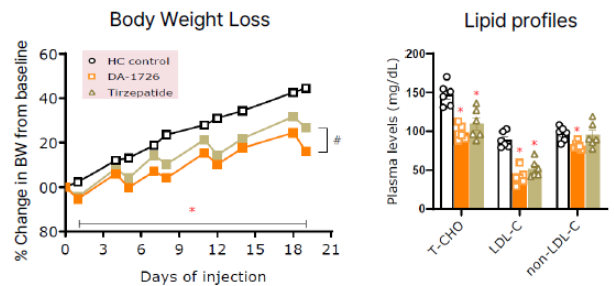 Body Weight Loss
% Change in BW from baseline
60
40
20
00
80
HC control
DA-1726
Tirzepatide
#
*
0 3 6 9 12 15 18 21
Days of injection
Lipid profiles
Plasma levels (mg/dL)
200
150
100
50
0
* *
* *
*
T-CHO
LDL-C
non-LDL-C